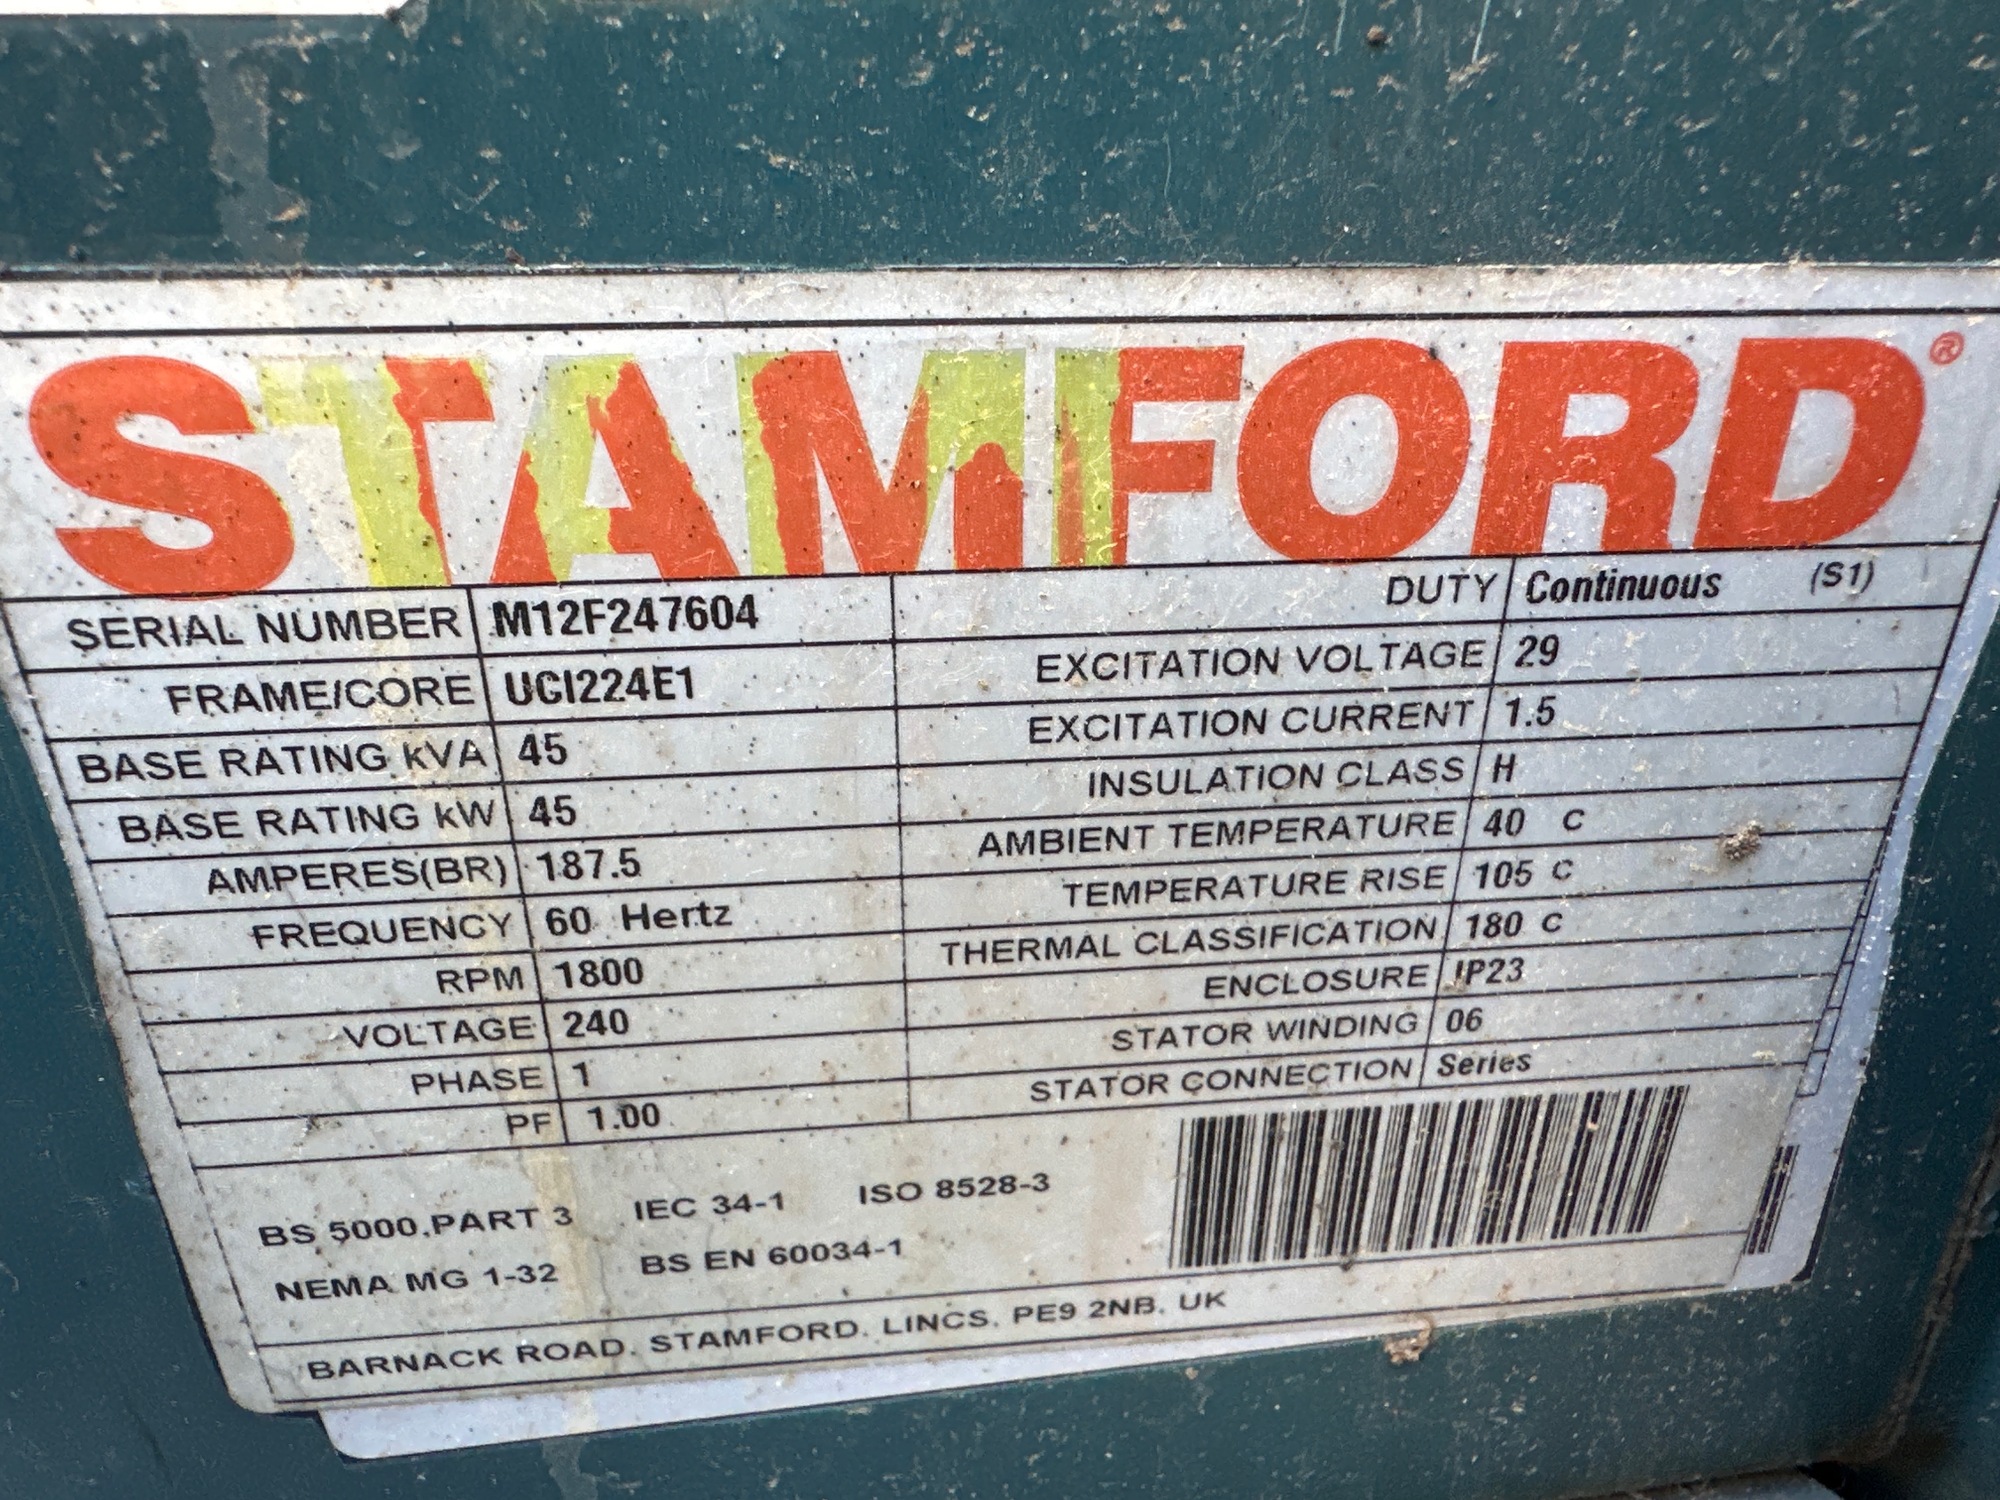 STAMFORD®
SERIAL NUMBER M12F247604
DUTY Continuous (S1)
FRAME/CORE UCI224E1
EXCITATION VOLTAGE 29
BASE RATING kVA 45
EXCITATION CURRENT 1.5
BASE RATING kW 45
INSULATION CLASS H
AMPERES(BR) 187.5
AMBIENT TEMPERATURE 40 C
FREQUENCY 60 Hertz
TEMPERATURE RISE 105 C
RPM 1800
THERMAL CLASSIFICATION 180 C
VOLTAGE 240
ENCLOSURE IP23
PHASE 1
STATOR WINDING 06
PF 1.00
STATOR CONNECTION Series
BS 5000.PART 3 IEC 34-1 ISO 8528-3
NEMA MG 1-32 BS EN 60034-1
BARNACK ROAD. STAMFORD. LINCS. PE9 2NB. UK